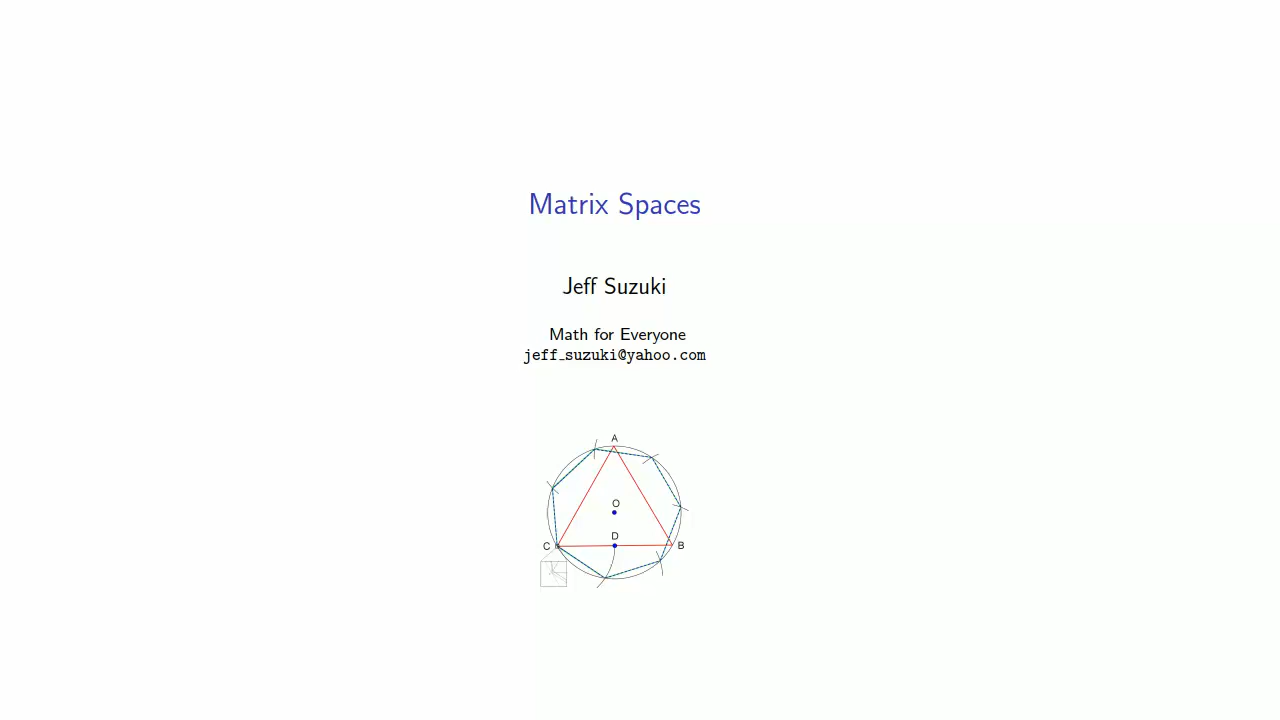 Matrix Spaces
Jeff Suzuki
Math for Everyone
jeff_suzuki@yahoo.com
A
O
D
C
B